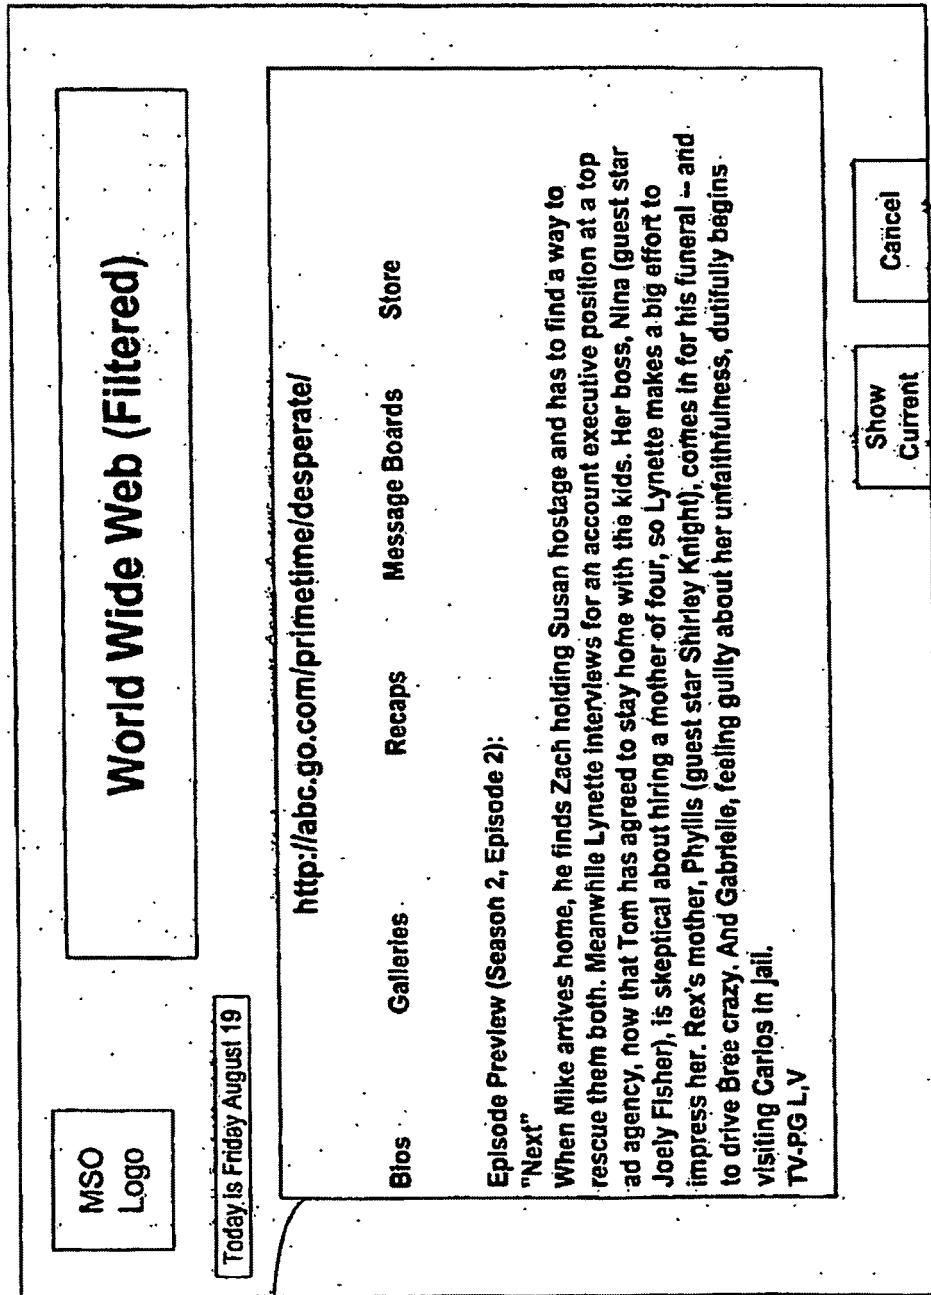 MSO
Logo
World Wide Web (Filtered)
Today is Friday August 19
http://abc.go.com/primetime/desperate/
Bios Galleries Recaps Message Boards Store
Episode Preview (Season 2, Episode 2):
"Next"
When Mike arrives home, he finds Zach holding Susan hostage and has to find a way to
rescue them both. Meanwhile Lynette interviews for an account executive position at a top
ad agency, now that Tom has agreed to stay home with the kids. Her boss, Nina (guest star
Joely Fisher), is skeptical about hiring a mother of four, so Lynette makes a big effort to
impress her. Rex's mother, Phyllis (guest star Shirley Knight), comes in for his funeral -- and
to drive Bree crazy. And Gabrielle, feeling guilty about her unfaithfulness, dutifully begins
visiting Carlos in jail.
TV-PG L,V
Show
Current
Cancel